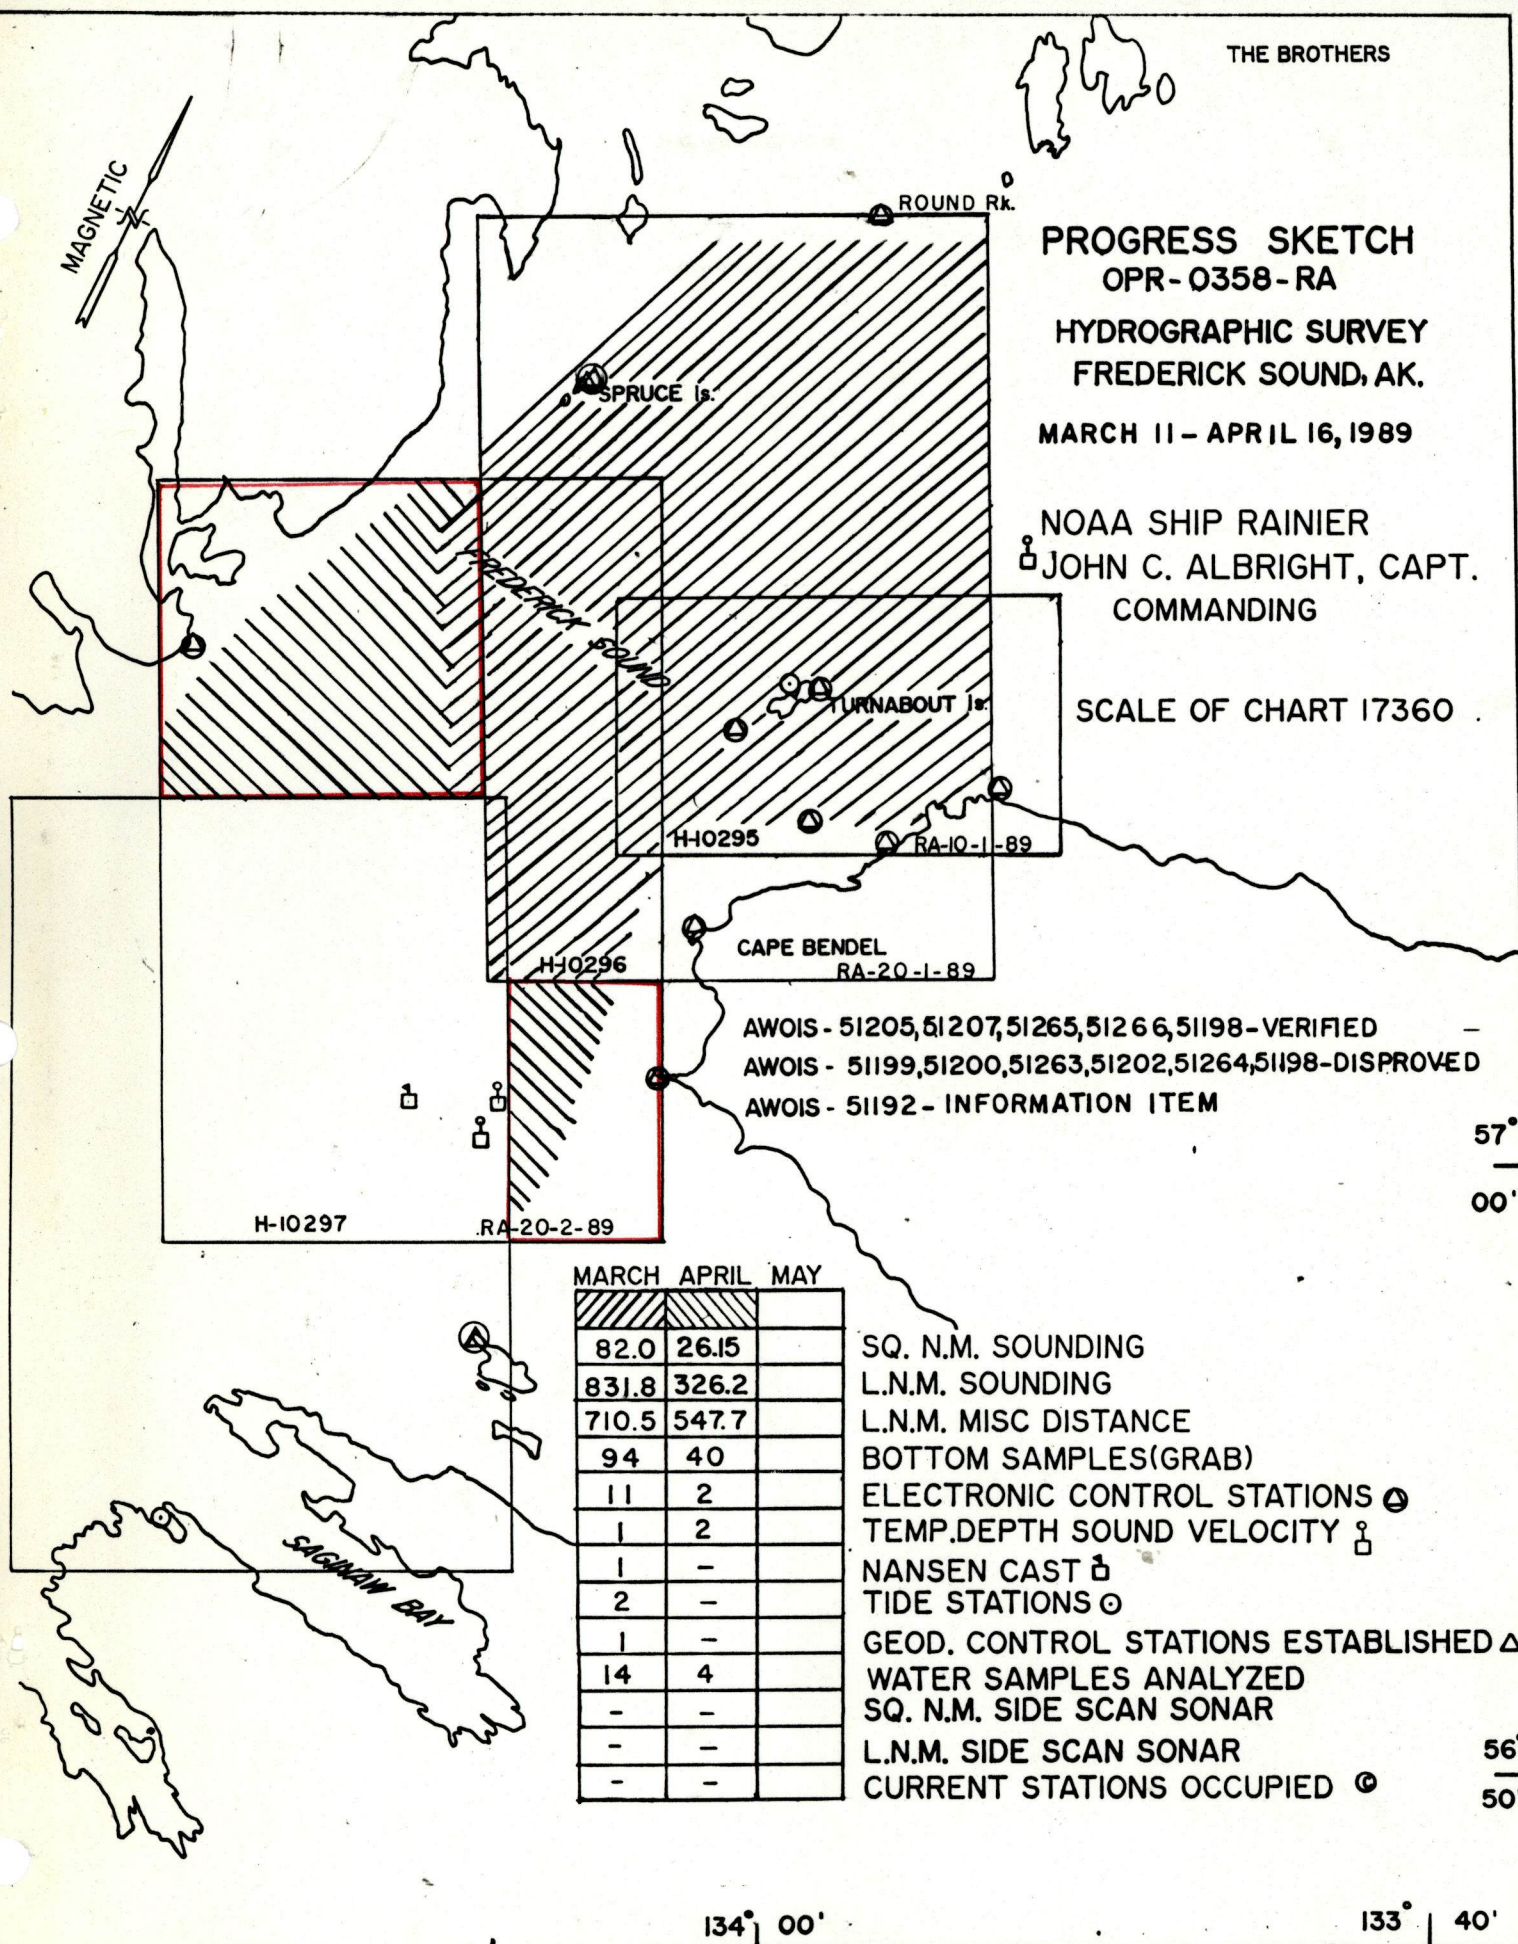 THE BROTHERS
MAGNETIC
ROUND Rk.
PROGRESS SKETCH
OPR-O358-RA
HYDROGRAPHIC SURVEY
FREDERICK SOUND, AK.
SPRUCE Is.
MARCH 11 - APRIL 16, 1989
NOAA SHIP RAINIER
JOHN C. ALBRIGHT, CAPT.
COMMANDING
FREDERICK SOUND
TURNABOUT Is.
SCALE OF CHART 17360
H-10295
RA-10-1-89
CAPE BENDEL
H-10296
RA-20-1-89
AWOIS - 51205,51207,51265,51266,51198-VERIFIED -
AWOIS - 51199,51200,51263,51202,51264,51198-DISPROVED
AWOIS - 51192 - INFORMATION ITEM
57°
00'
H-10297
RA-20-2-89
MARCH APRIL MAY
82.0 26.15 SQ. N.M. SOUNDING
831.8 326.2 L.N.M. SOUNDING
710.5 547.7 L.N.M. MISC DISTANCE
94 40 BOTTOM SAMPLES(GRAB)
11 2 ELECTRONIC CONTROL STATIONS
1 2 TEMP.DEPTH SOUND VELOCITY
1 - NANSEN CAST
2 - TIDE STATIONS
1 - GEOD. CONTROL STATIONS ESTABLISHED
14 4 WATER SAMPLES ANALYZED
- - SQ. N.M. SIDE SCAN SONAR
- - L.N.M. SIDE SCAN SONAR
- - CURRENT STATIONS OCCUPIED ©
SAGINAW BAY
56°
50'
134° 00'
133° 40'